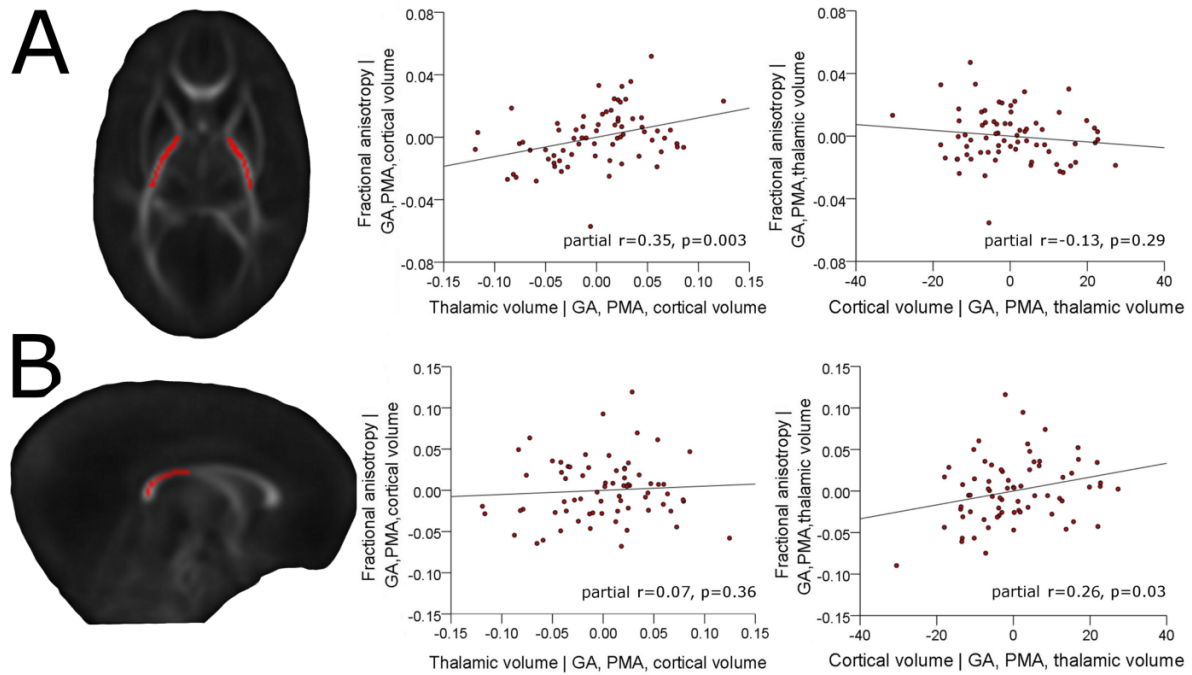 A
0.08
0.04
0.00
-0.04
-0.08
Fractional anisotropy |
GA,PMA,cortical volume
partial r=0.35, p=0.003
-0.10 -0.10 -0.05 0.00 0.05 0.10 0.15
Thalamic volume | GA, PMA, cortical volume
0.08
0.04
0.00
-0.04
-0.08
Fractional anisotropy |
GA,PMA,thalamic volume
partial r=-0.13, p=0.29
-40 -20 0 20 40
Cortical volume | GA, PMA, thalamic volume
B
0.15
0.10
0.05
0.00
-0.05
-0.10
-0.15
Fractional anisotropy |
GA,PMA,cortical volume
partial r=0.07, p=0.36
-0.15 -0.10 -0.05 0.00 0.05 0.10 0.15
Thalamic volume | GA, PMA, cortical volume
0.15
0.10
0.05
0.00
-0.05
-0.10
-0.15
Fractional anisotropy |
GA,PMA,thalamic volume
partial r=0.26, p=0.03
-40 -20 0 20 40
Cortical volume | GA, PMA, thalamic volume